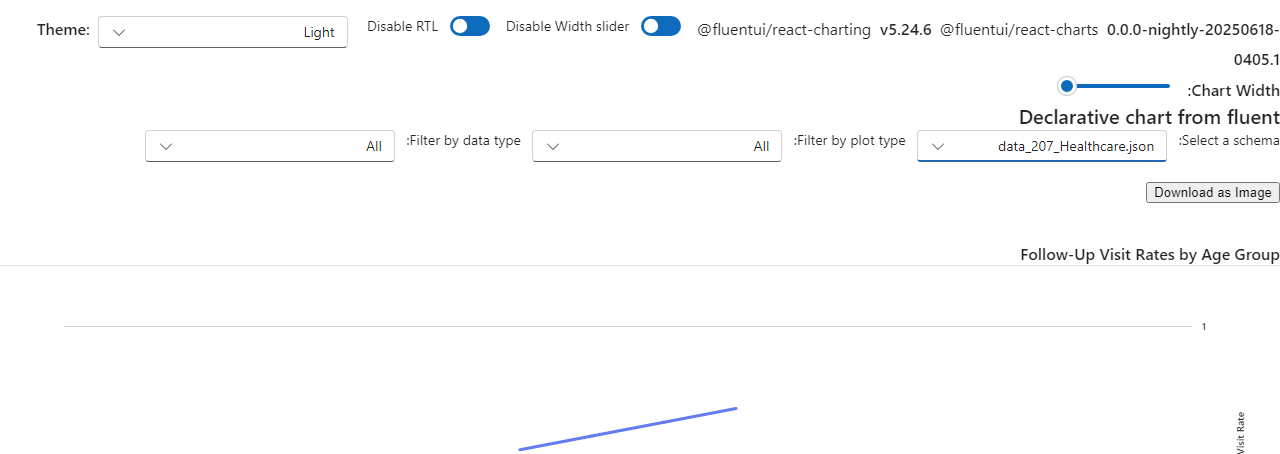 Theme: Light Disable RTL Disable Width slider @fluentui/react-charting v5.24.6 @fluentui/react-charts 0.0.0-nightly-20250618-
0405.1
:Chart Width
Declarative chart from fluent
:Select a schema data_207_Healthcare.json :Filter by plot type All :Filter by data type All
Download as Image
Follow-Up Visit Rates by Age Group
1
Visit Rate